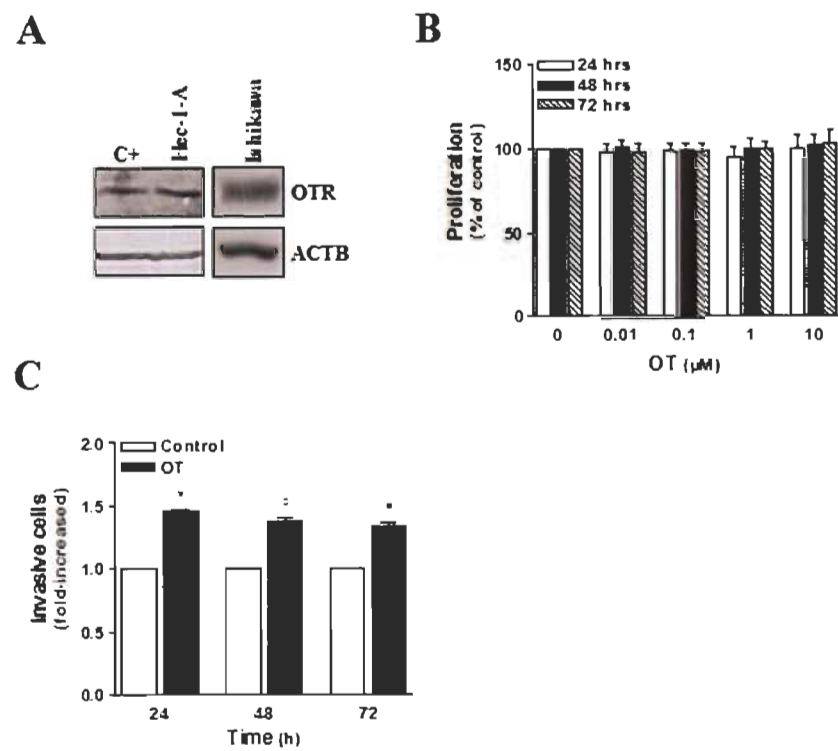 A
C+
Hec-1-A
Ishikawa
OTR
ACTB
B
150
100
50
0
Proliferation
(% of control)
24 hrs
48 hrs
72 hrs
0 0.01 0.1 1 10
OT (µM)
C
2.0
1.5
1.0
0.5
0.0
Invasive cells
(fold-increased)
Control
OT
24 48 72
Time (h)